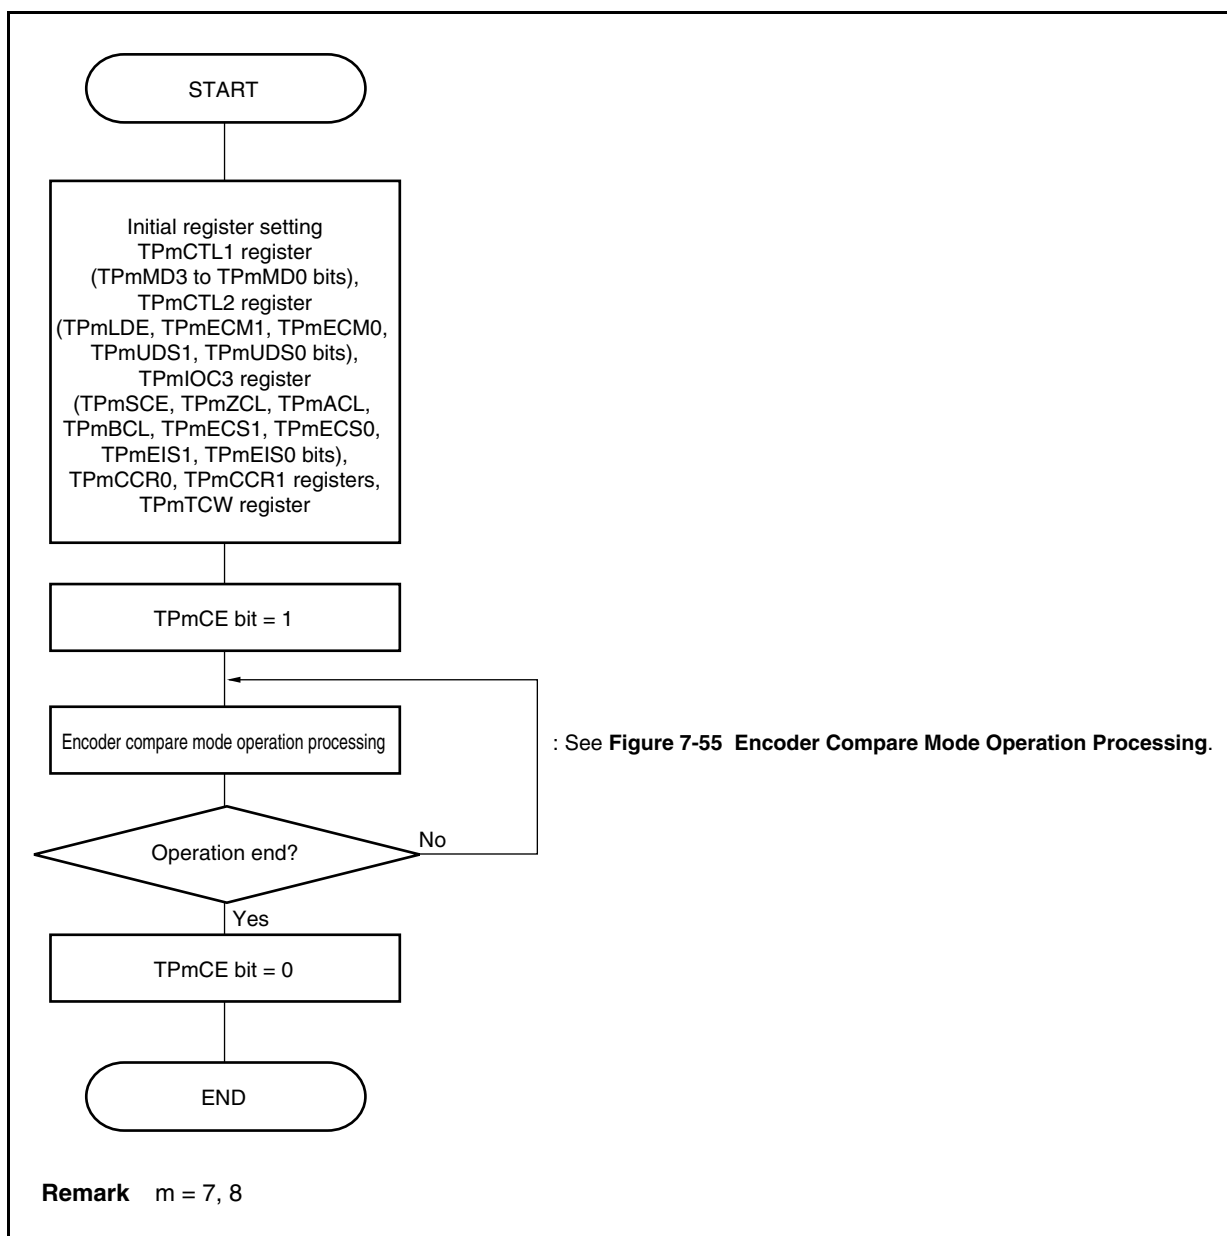 START
Initial register setting
TPmCTL1 register
(TPmMD3 to TPmMD0 bits),
TPmCTL2 register
(TPmLDE, TPmECM1, TPmECM0,
TPmUDS1, TPmUDS0 bits),
TPmIOC3 register
(TPmSCE, TPmZCL, TPmACL,
TPmBCL, TPmECS1, TPmECS0,
TPmEIS1, TPmEIS0 bits),
TPmCCR0, TPmCCR1 registers,
TPmTCW register
TPmCE bit = 1
Encoder compare mode operation processing
: See Figure 7-55 Encoder Compare Mode Operation Processing.
Operation end?
No
Yes
TPmCE bit = 0
END
Remark m = 7, 8